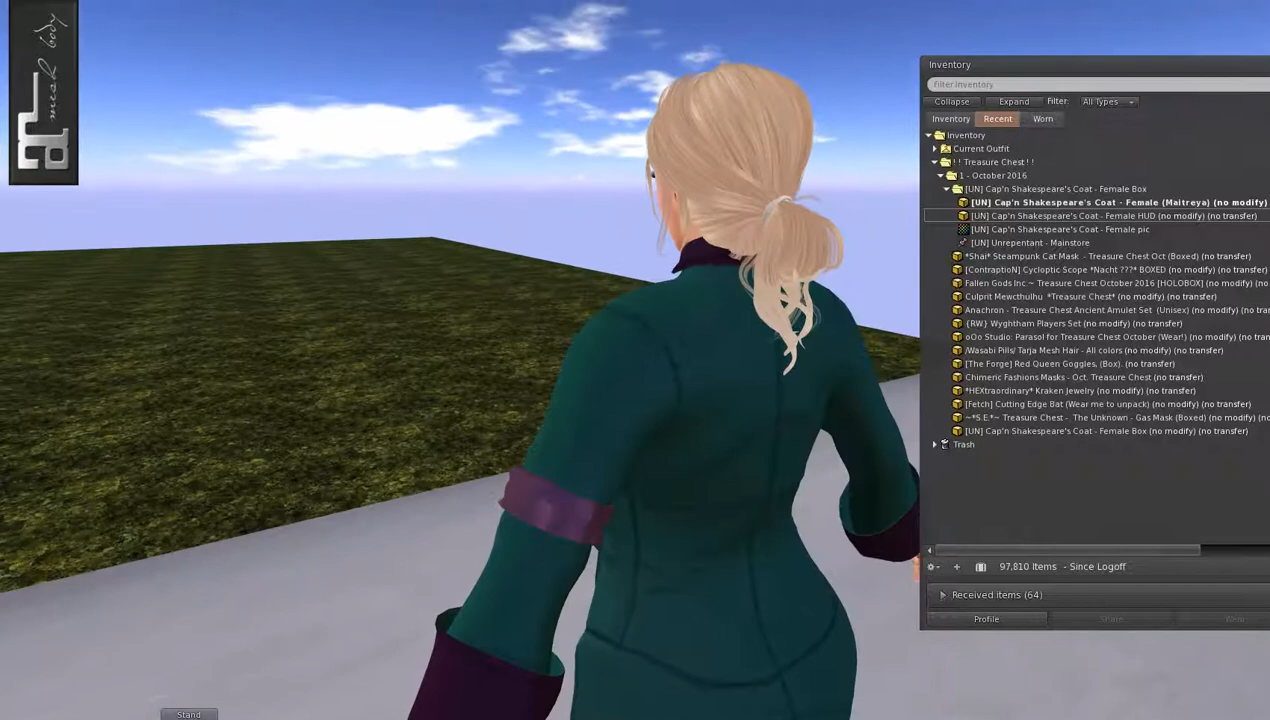 mesh body
Inventory
Filter Inventory
Collapse Expand Filter: All Types
Inventory Recent Worn
Inventory
Current Outfit
! ! Treasure Chest ! !
1 - October 2016
[UN] Cap'n Shakespeare's Coat - Female Box
[UN] Cap'n Shakespeare's Coat - Female (Maitreya) (no modify)
[UN] Cap'n Shakespeare's Coat - Female HUD (no modify) (no transfer)
[UN] Cap'n Shakespeare's Coat - Female pic
[UN] Unrepentant - Mainstore
*Shai* Steampunk Cat Mask - Treasure Chest Oct (Boxed) (no transfer)
[ContraptioN] Cycloptic Scope *Nacht ???* BOXED (no modify) (no transfer)
Fallen Gods Inc ~ Treasure Chest October 2016 [HOLOBOX] (no modify) (no
Culprit Mewcthulhu *Treasure Chest* (no modify) (no transfer)
Anachron - Treasure Chest Ancient Amulet Set (Unisex) (no modify) (no tran
{RW} Wyghtham Players Set (no modify) (no transfer)
oOo Studio: Parasol for Treasure Chest October (Wear!) (no modify) (no tran
/Wasabi Pills/ Tarja Mesh Hair - All colors (no modify) (no transfer)
[The Forge] Red Queen Goggles, (Box). (no transfer)
Chimeric Fashions Masks - Oct. Treasure Chest (no transfer)
*HEXtraordinary* Kraken Jewelry (no modify) (no transfer)
[Fetch] Cutting Edge Bat (Wear me to unpack) (no modify) (no transfer)
~*S.E.*~ Treasure Chest - The Unknown - Gas Mask (Boxed) (no transfer)
[UN] Cap'n Shakespeare's Coat - Female Box (no modify) (no transfer)
Trash
97,810 Items - Since Logoff
Received items (64)
Profile Share Wear
Stand